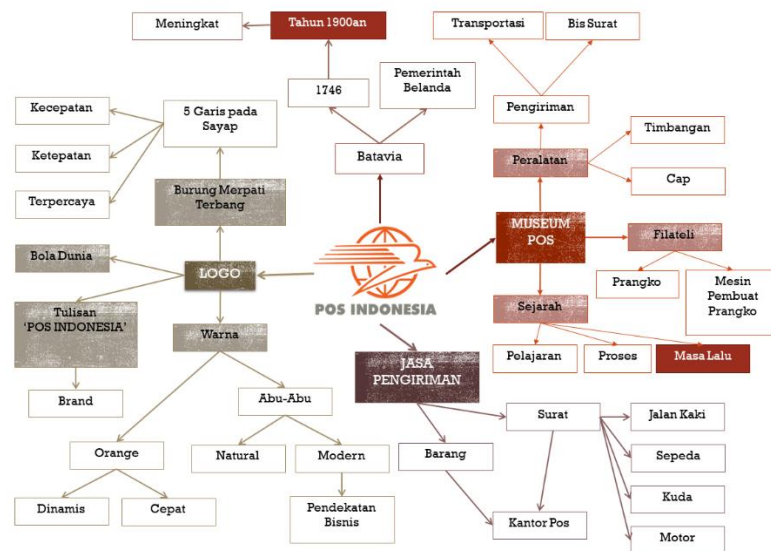 Meningkat
Tahun 1900an
Transportasi
Bis Surat
1746
Pemerintah
Belanda
Kecepatan
5 Garis pada
Sayap
Pengiriman
Timbangan
Ketepatan
Batavia
Peralatan
Cap
Terpercaya
Burung Merpati
Terbang
MUSEUM
POS
Filateli
Bola Dunia
LOGO
POS INDONESIA
Prangko
Mesin
Pembuat
Prangko
Tulisan
'POS INDONESIA'
Warna
Sejarah
JASA
PENGIRIMAN
Pelajaran
Proses
Masa Lalu
Brand
Abu-Abu
Surat
Jalan Kaki
Orange
Natural
Modern
Barang
Sepeda
Kuda
Dinamis
Cepat
Pendekatan
Bisnis
Kantor Pos
Motor